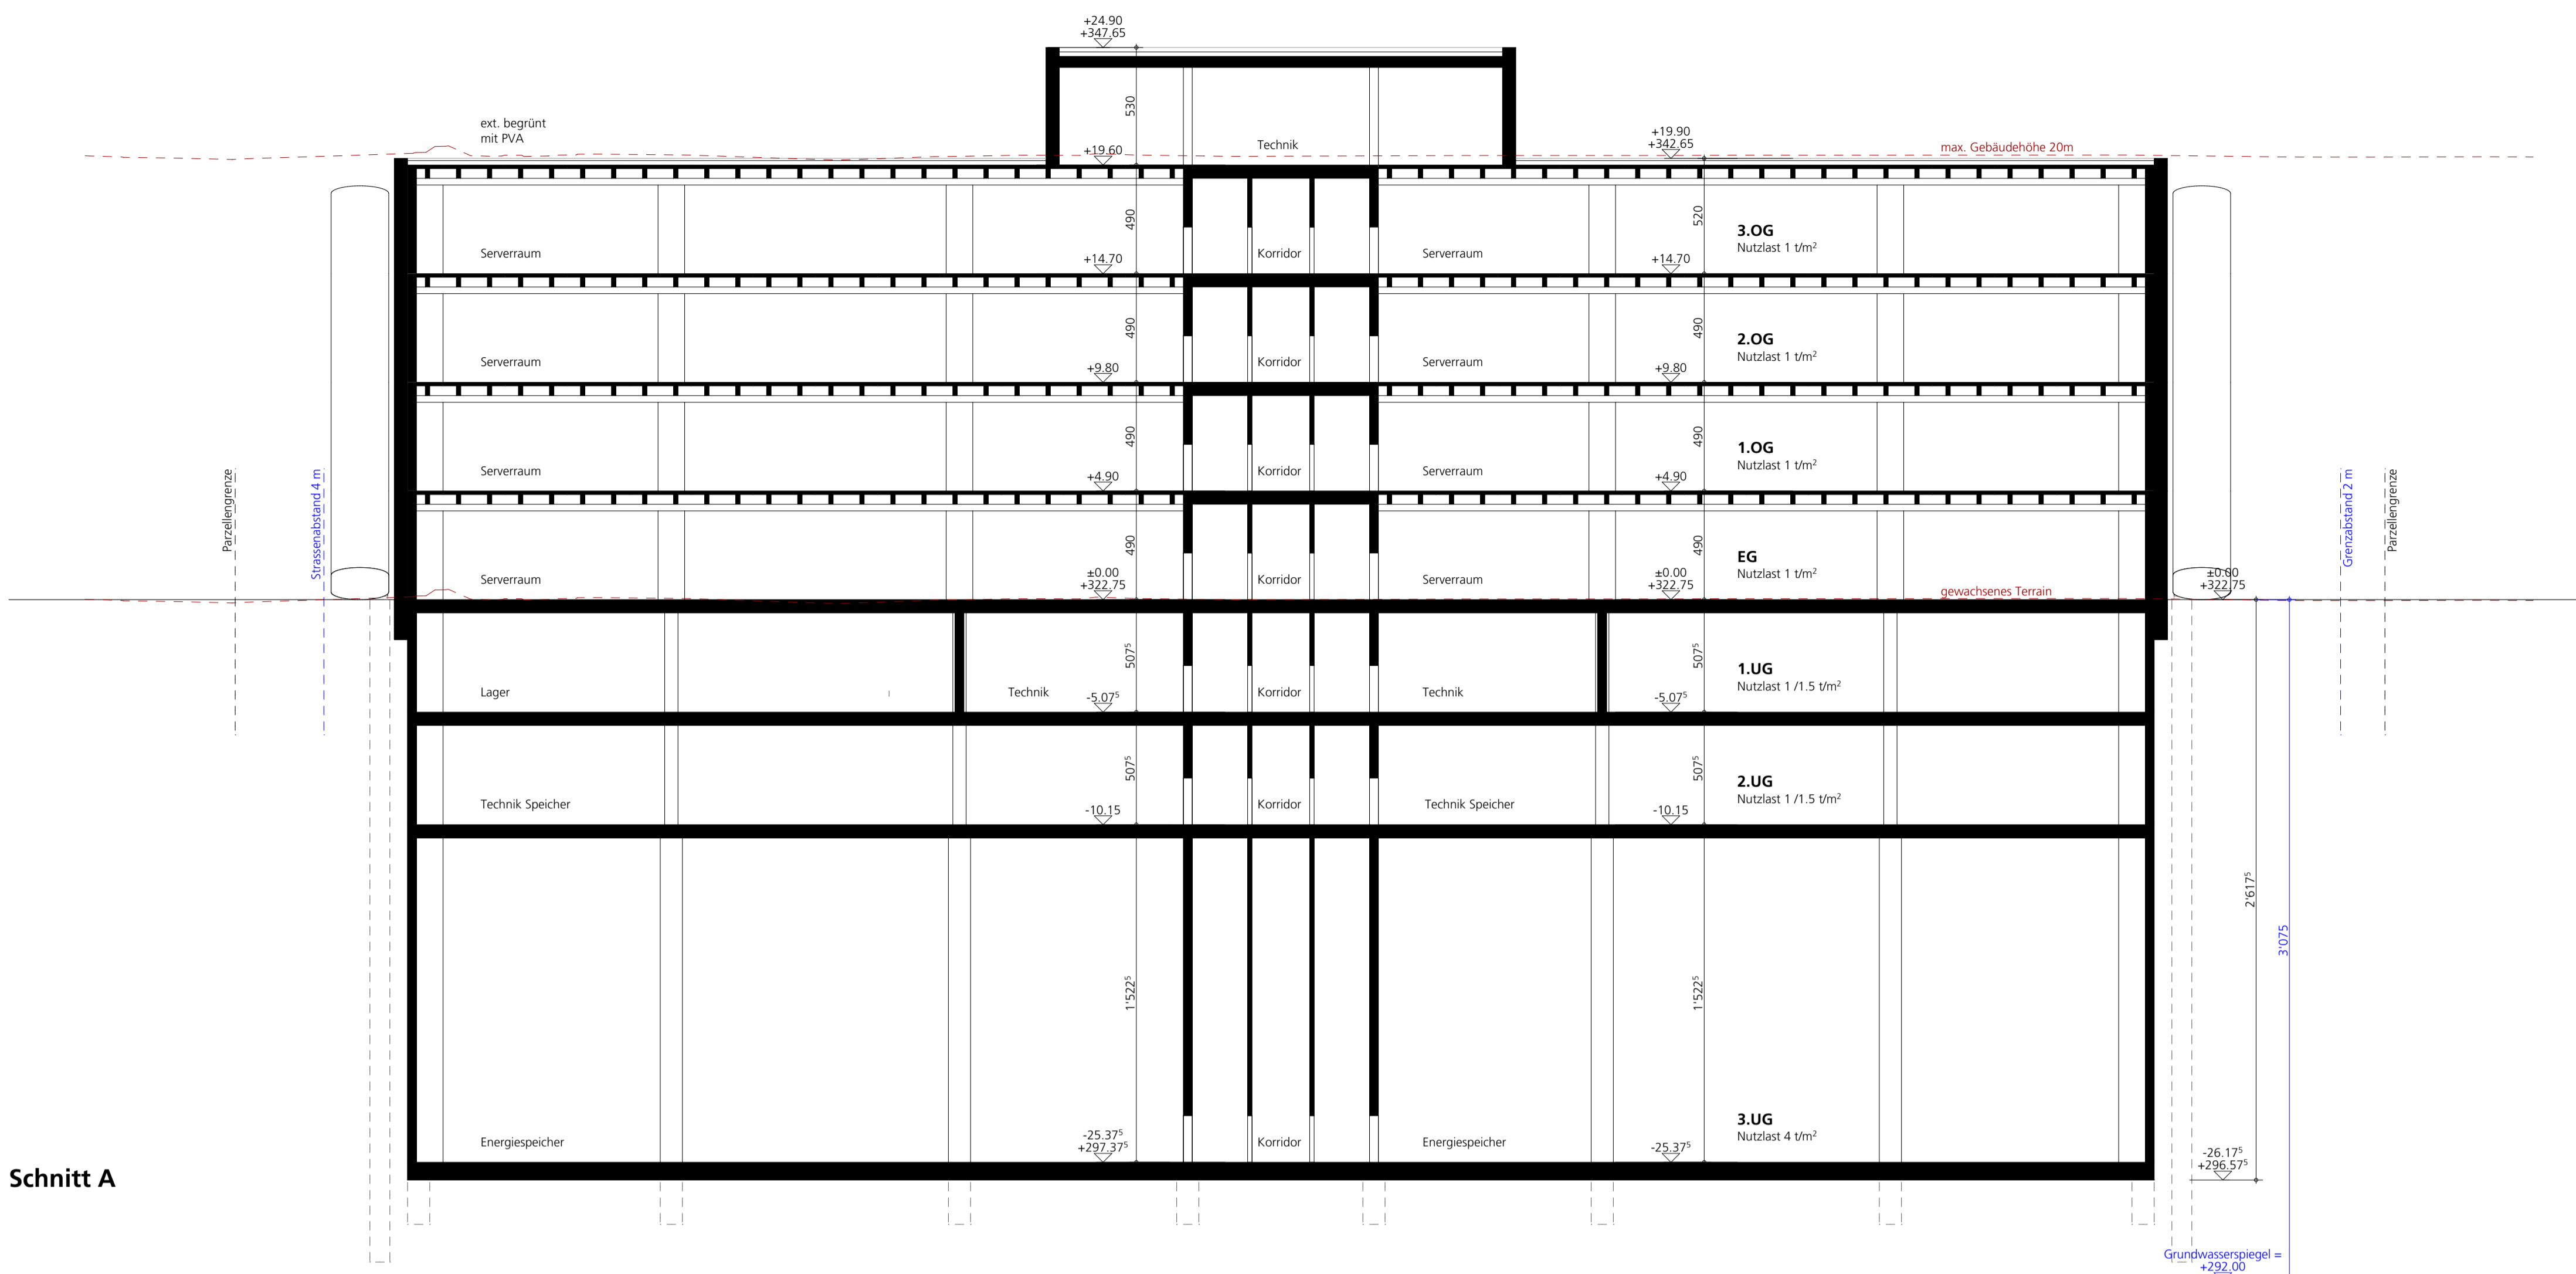 +24.90
+347.65
530
ext. begrünt
mit PVA
Technik
+19.60
+19.90
+342.65
max. Gebäudehöhe 20m
490
520
3.OG
Nutzlast 1 t/m²
Serverraum
Korridor
Serverraum
+14.70
+14.70
490
490
2.OG
Nutzlast 1 t/m²
Serverraum
Korridor
Serverraum
+9.80
+9.80
490
490
1.OG
Nutzlast 1 t/m²
Serverraum
Korridor
Serverraum
+4.90
+4.90
Parzellengrenze
Strassenabstand 4 m
Grenzabstand 2 m
Parzellengrenze
490
490
EG
Nutzlast 1 t/m²
Serverraum
Korridor
Serverraum
±0.00
+322.75
±0.00
+322.75
±0.00
+322.75
gewachsenes Terrain
507⁵
507⁵
1.UG
Nutzlast 1 /1.5 t/m²
Lager
Technik
Korridor
Technik
-5.07⁵
-5.07⁵
507⁵
507⁵
2.UG
Nutzlast 1 /1.5 t/m²
Technik Speicher
Korridor
Technik Speicher
-10.15
-10.15
2'617⁵
3'075
1'522⁵
1'522⁵
3.UG
Nutzlast 4 t/m²
Energiespeicher
Korridor
Energiespeicher
-25.37⁵
+297.37⁵
-25.37⁵
-26.17⁵
+296.57⁵
Schnitt A
Grundwasserspiegel =
+292.00